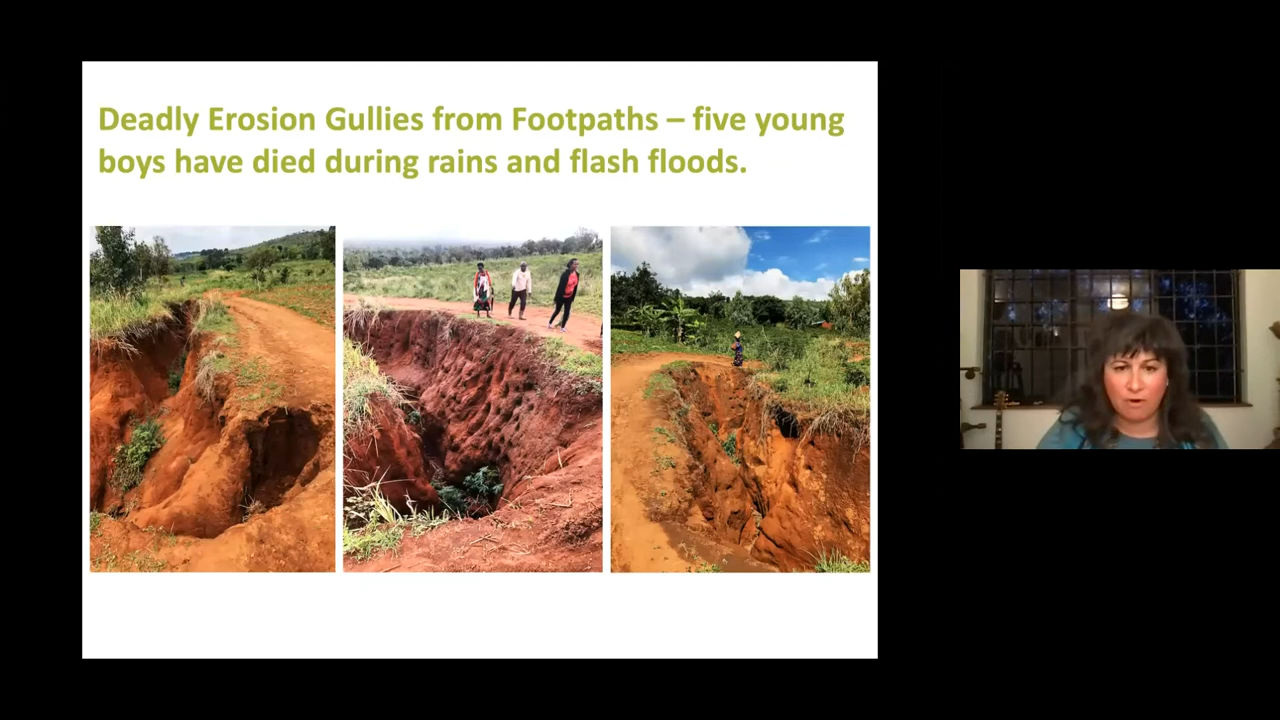 Deadly Erosion Gullies from Footpaths – five young
boys have died during rains and flash floods.